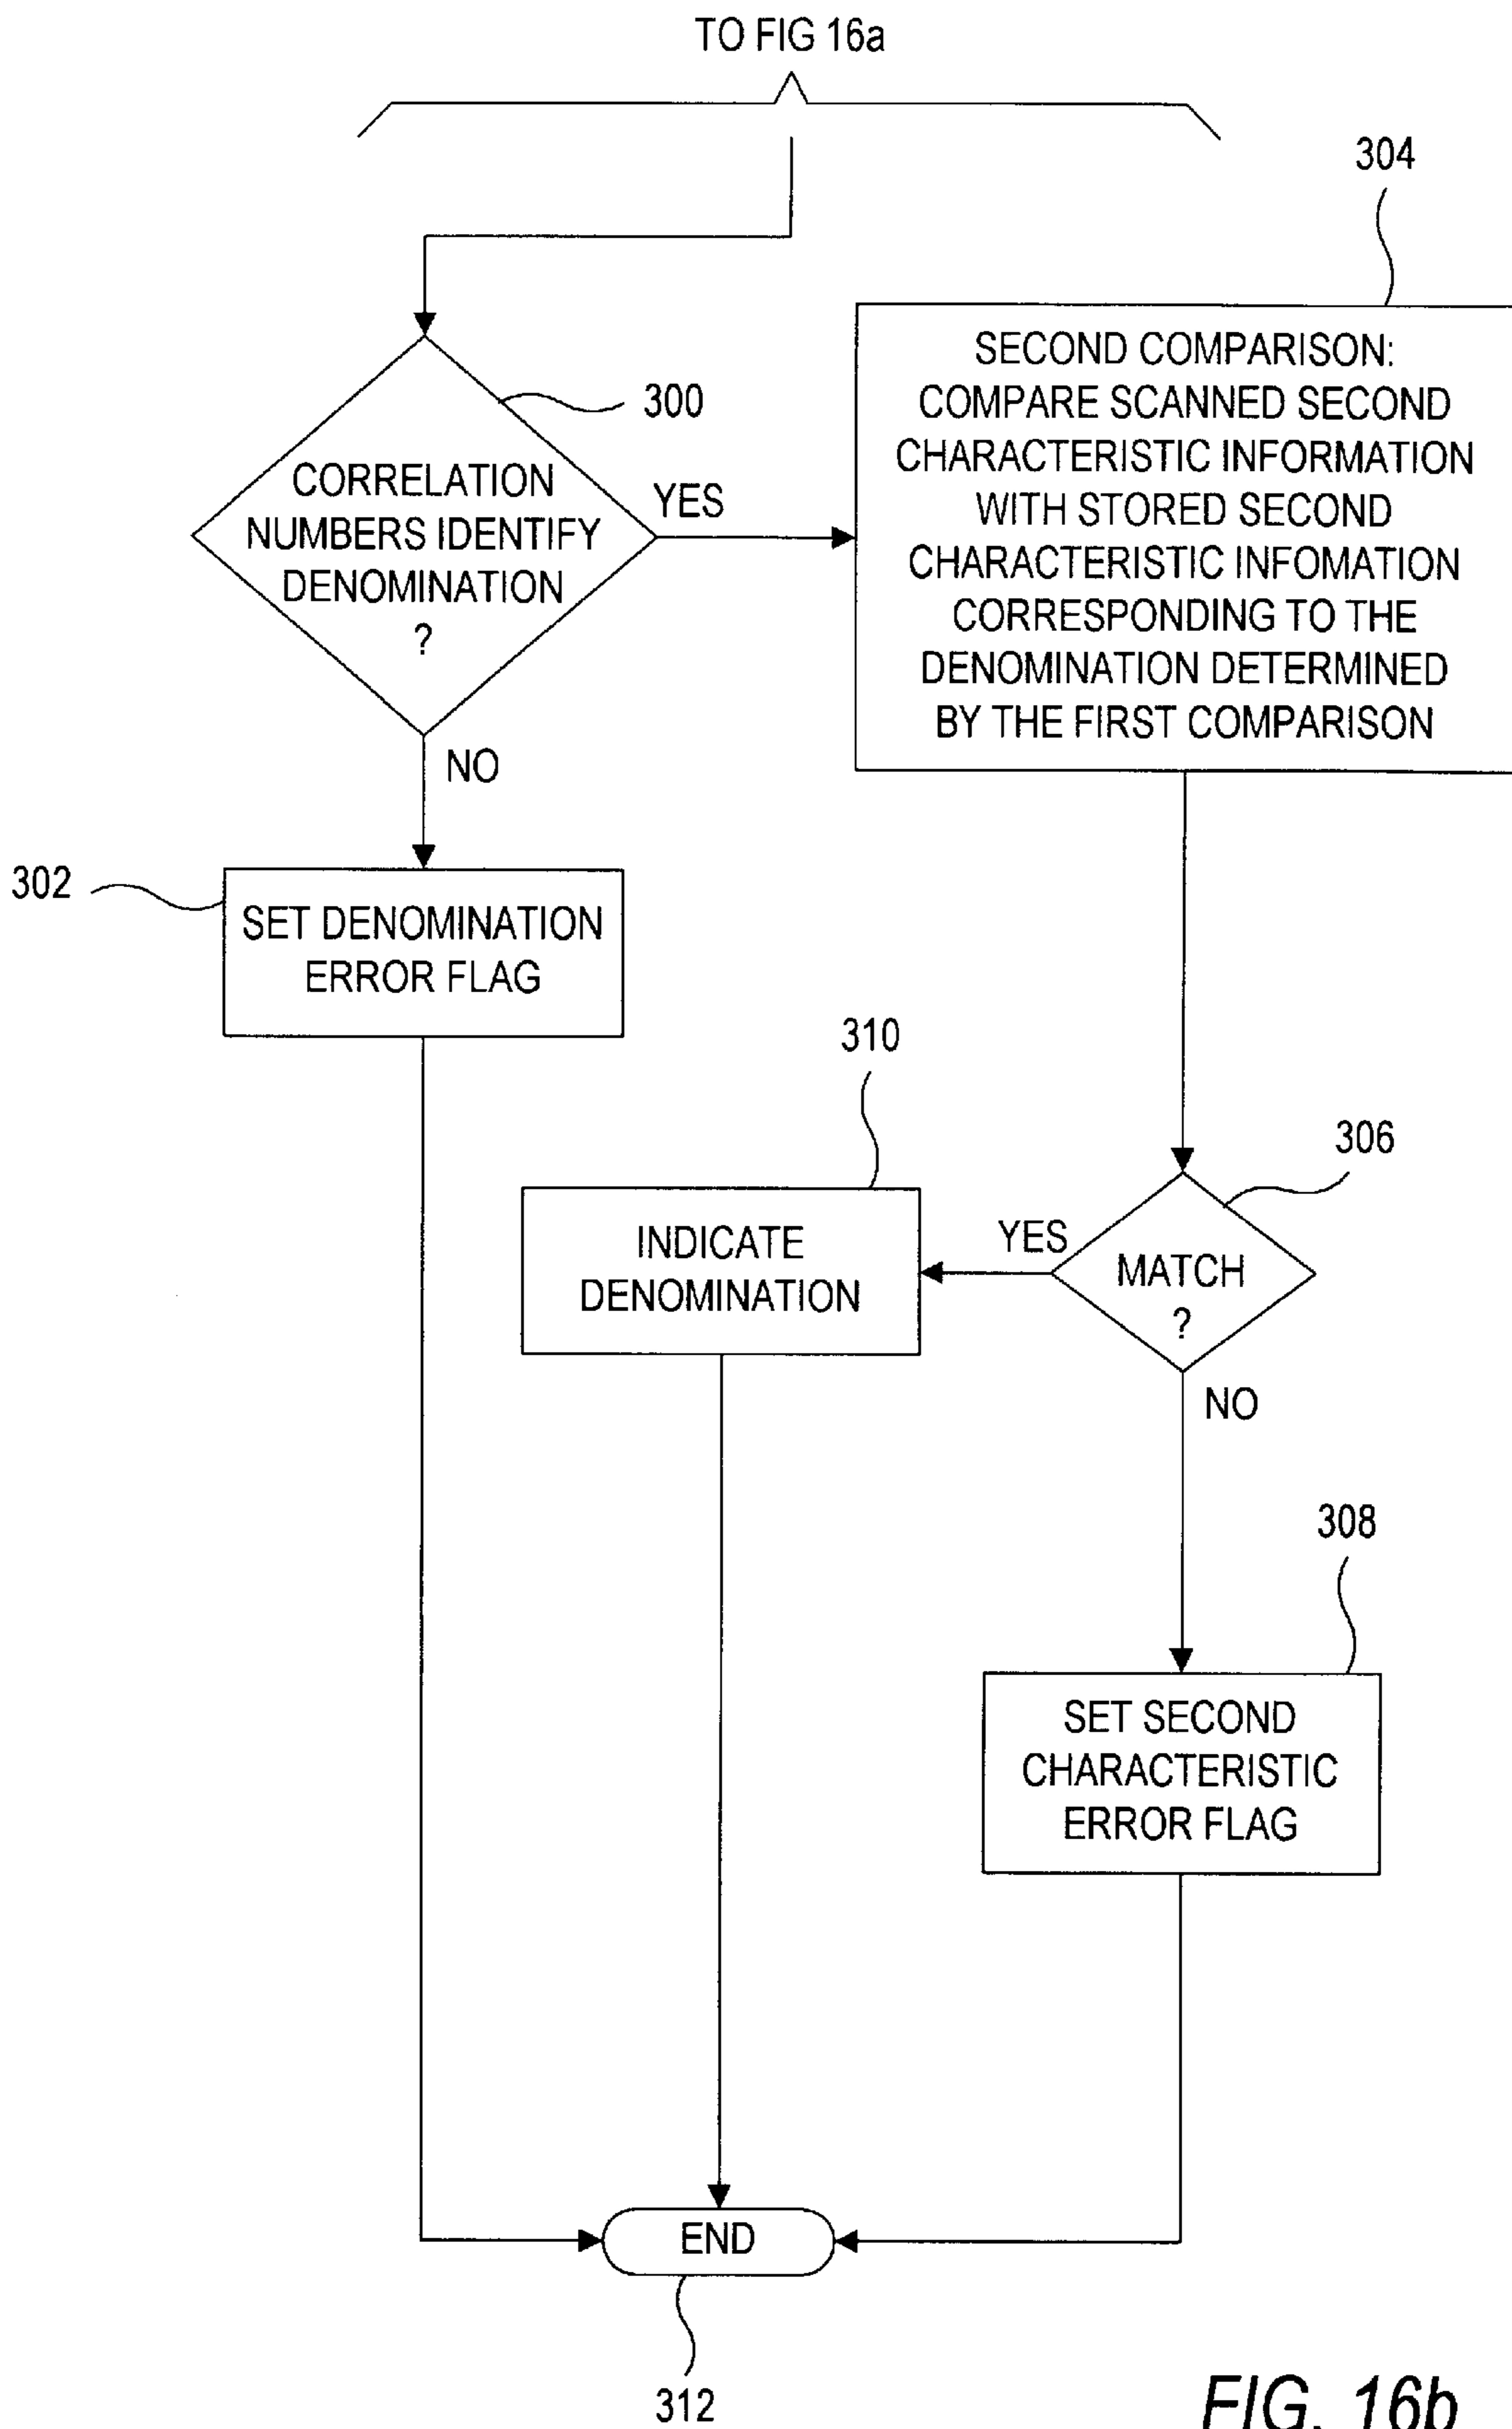 TO FIG 16a
304
300
CORRELATION
NUMBERS IDENTIFY
DENOMINATION
?
YES
NO
SECOND COMPARISON:
COMPARE SCANNED SECOND
CHARACTERISTIC INFORMATION
WITH STORED SECOND
CHARACTERISTIC INFOMATION
CORRESPONDING TO THE
DENOMINATION DETERMINED
BY THE FIRST COMPARISON
302
SET DENOMINATION
ERROR FLAG
310
306
INDICATE
DENOMINATION
YES
MATCH
?
NO
308
SET SECOND
CHARACTERISTIC
ERROR FLAG
END
312
FIG. 16b